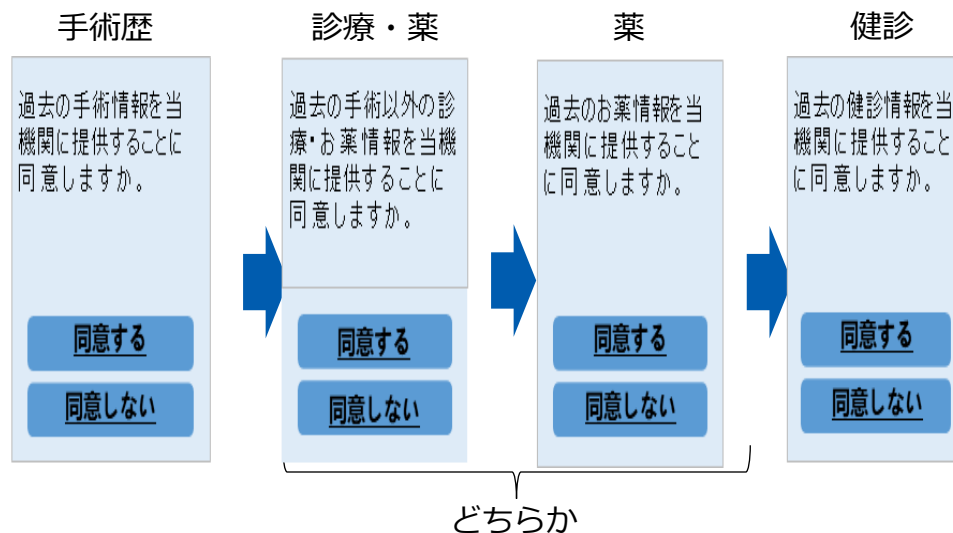 手術歴
過去の手術情報を当
機関に提供することに
同意しますか。
同意する
同意しない
診療・薬
過去の手術以外の診
療・お薬情報を当機
関に提供することに
同意しますか。
同意する
同意しない
薬
過去のお薬情報を当
機関に提供すること
に同意しますか。
同意する
同意しない
健診
過去の健診情報を当
機関に提供すること
に同意しますか。
同意する
同意しない
どちらか